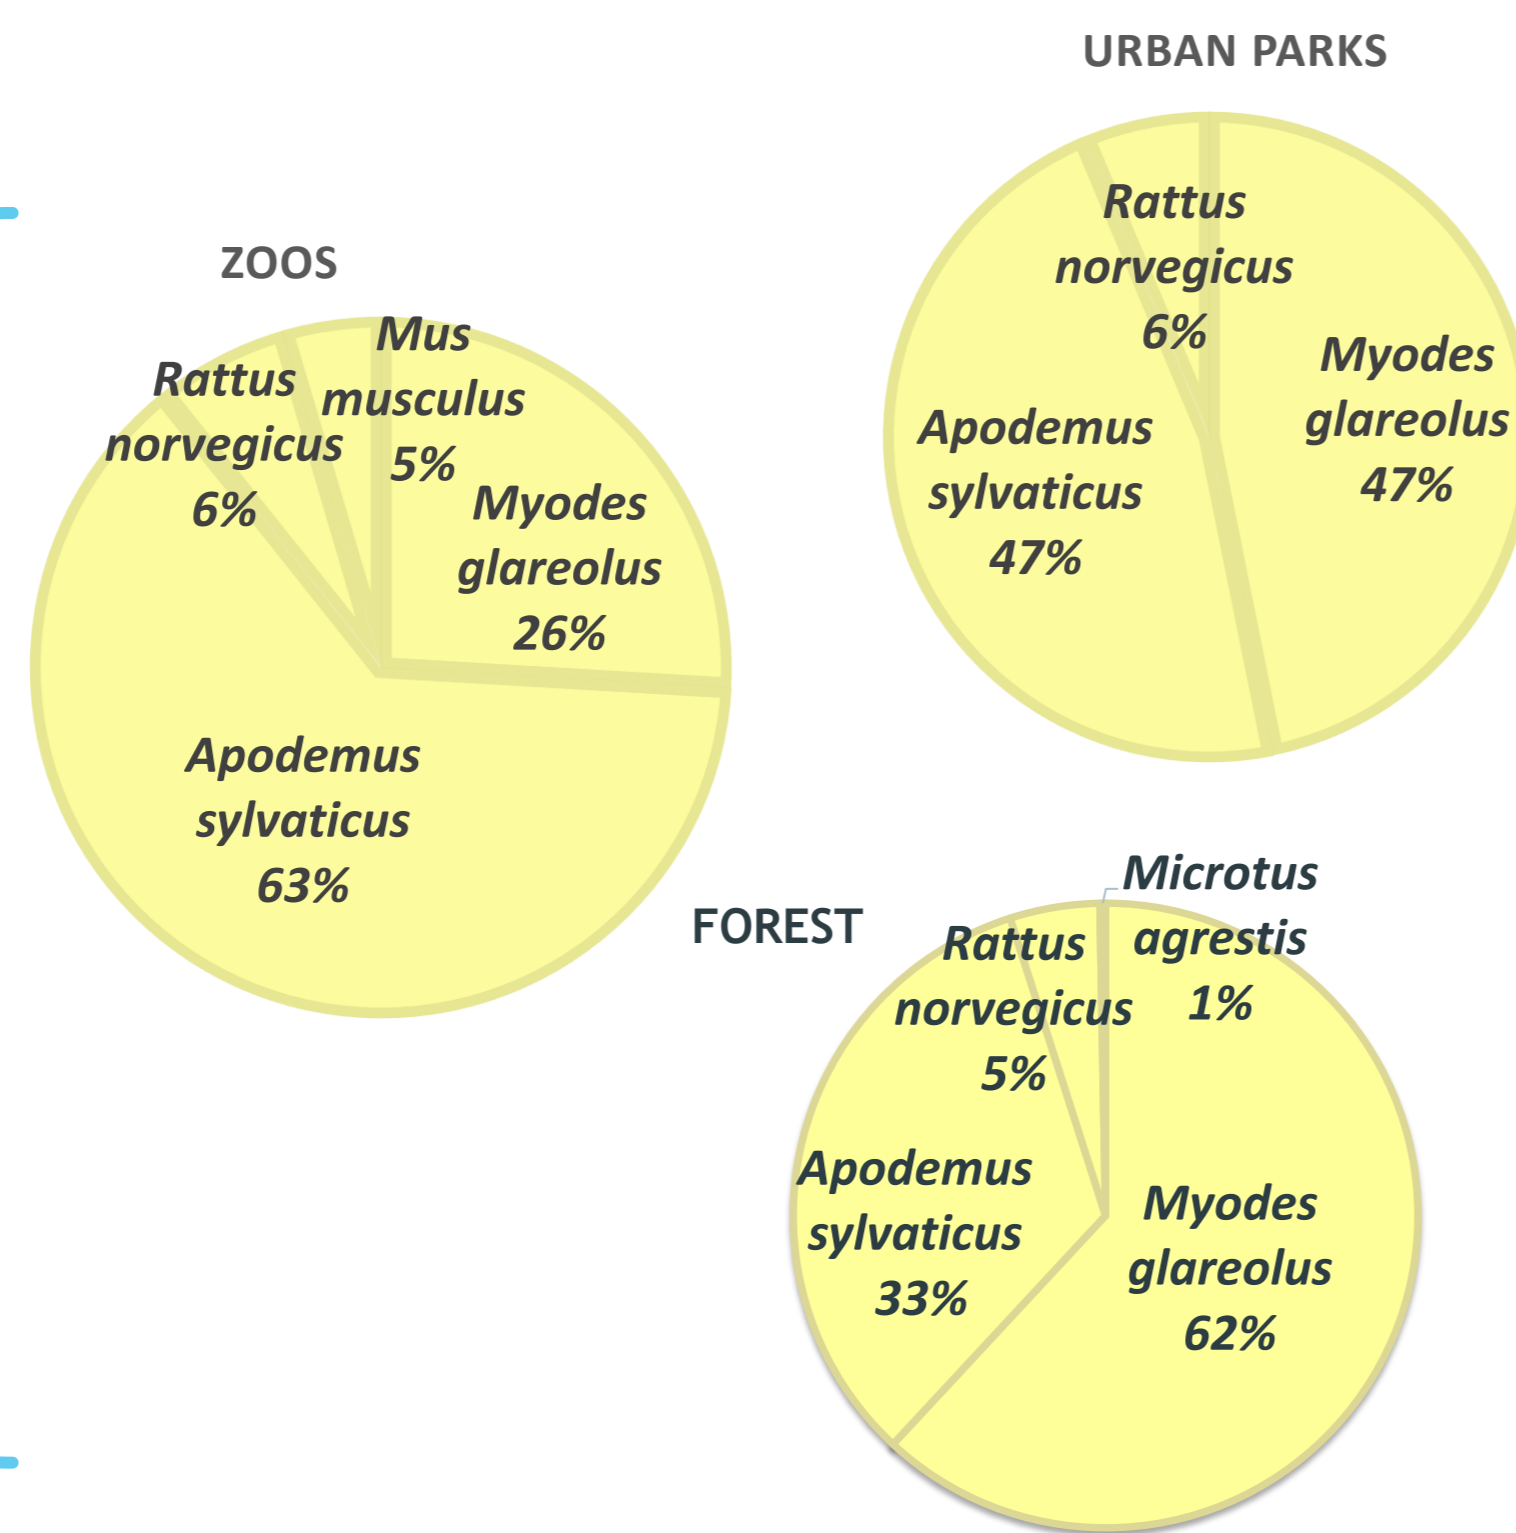 URBAN PARKS
Rattus
norvegicus
6%
Myodes
glareolus
47%
Apodemus
sylvaticus
47%
ZOOS
Mus
musculus
5%
Rattus
norvegicus
6%
Myodes
glareolus
26%
Apodemus
sylvaticus
63%
FOREST
Microtus
agrestis
1%
Rattus
norvegicus
5%
Apodemus
sylvaticus
33%
Myodes
glareolus
62%